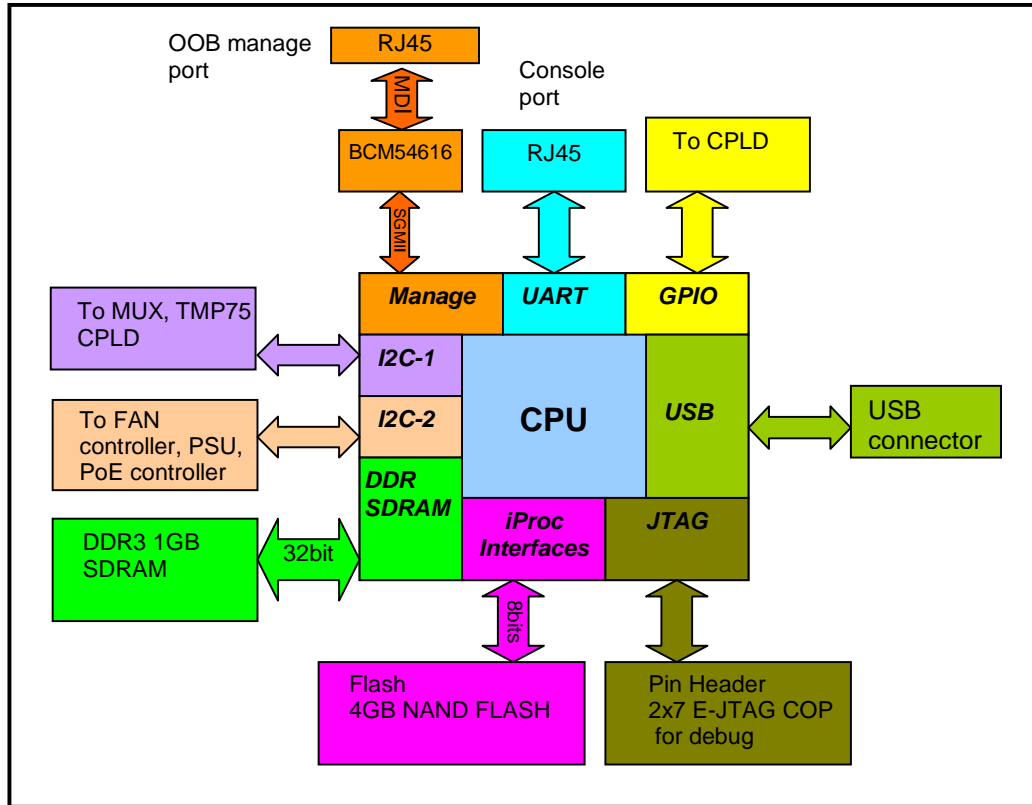 OOB manage
port
RJ45
MDI
BCM54616
SGMII
Console
port
RJ45
To CPLD
Manage
UART
GPIO
To MUX, TMP75
CPLD
I2C-1
To FAN
controller, PSU,
PoE controller
I2C-2
CPU
USB
USB
connector
DDR
SDRAM
DDR3 1GB
SDRAM
32bit
iProc
Interfaces
JTAG
8bits
Flash
4GB NAND FLASH
Pin Header
2x7 E-JTAG COP
for debug